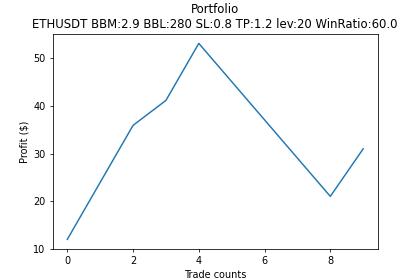 Portfolio
ETHUSDT BBM:2.9 BBL:280 SL:0.8 TP:1.2 lev:20 WinRatio:60.0
50
40
30
20
10
Profit ($)
0 2 4 6 8
Trade counts